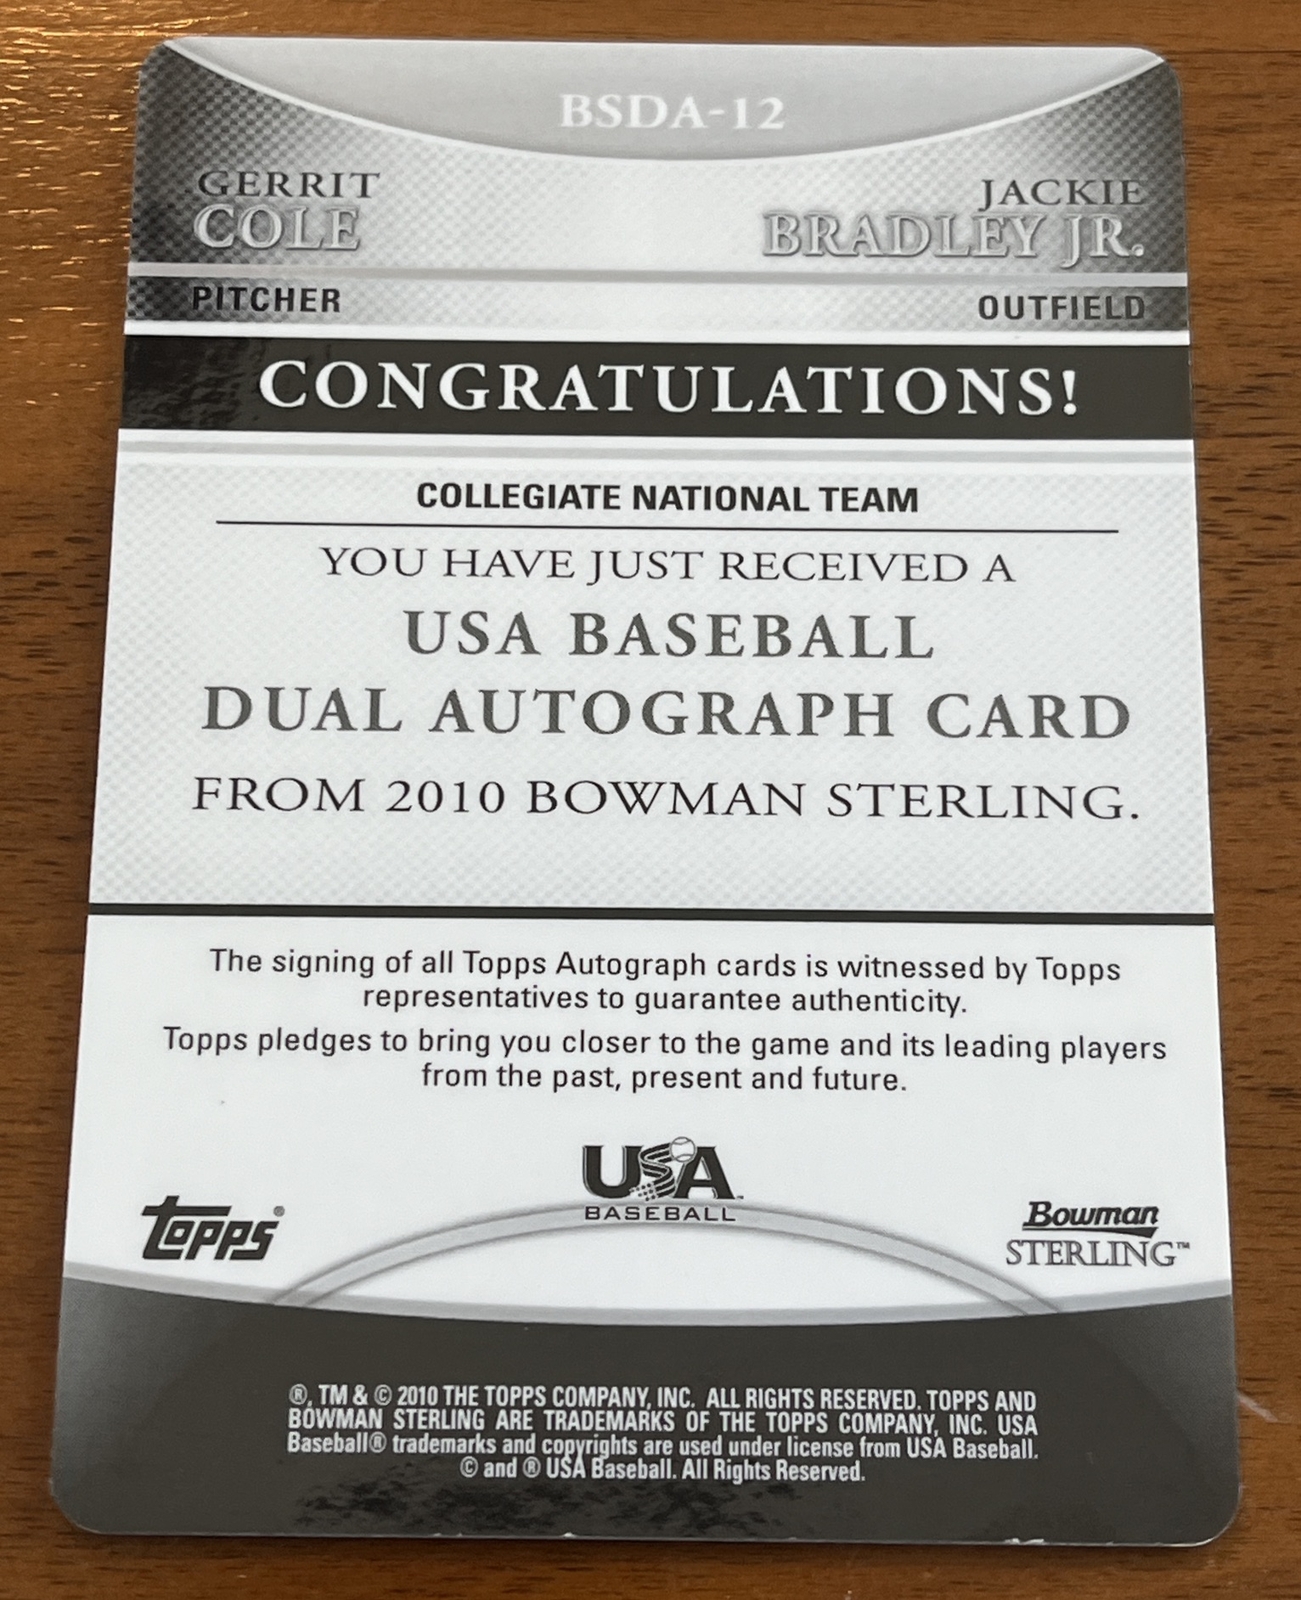 BSDA-12
GERRIT
COLE
JACKIE
BRADLEY JR.
PITCHER
OUTFIELD
CONGRATULATIONS!
COLLEGIATE NATIONAL TEAM
YOU HAVE JUST RECEIVED A
USA BASEBALL
DUAL AUTOGRAPH CARD
FROM 2010 BOWMAN STERLING.
The signing of all Topps Autograph cards is witnessed by Topps
representatives to guarantee authenticity.
Topps pledges to bring you closer to the game and its leading players
from the past, present and future.
USA
BASEBALL
TOPPS®
Bowman
STERLING™
®, TM & © 2010 THE TOPPS COMPANY, INC. ALL RIGHTS RESERVED. TOPPS AND
BOWMAN STERLING ARE TRADEMARKS OF THE TOPPS COMPANY, INC. USA
Baseball® trademarks and copyrights are used under license from USA Baseball.
© and ® USA Baseball. All Rights Reserved.